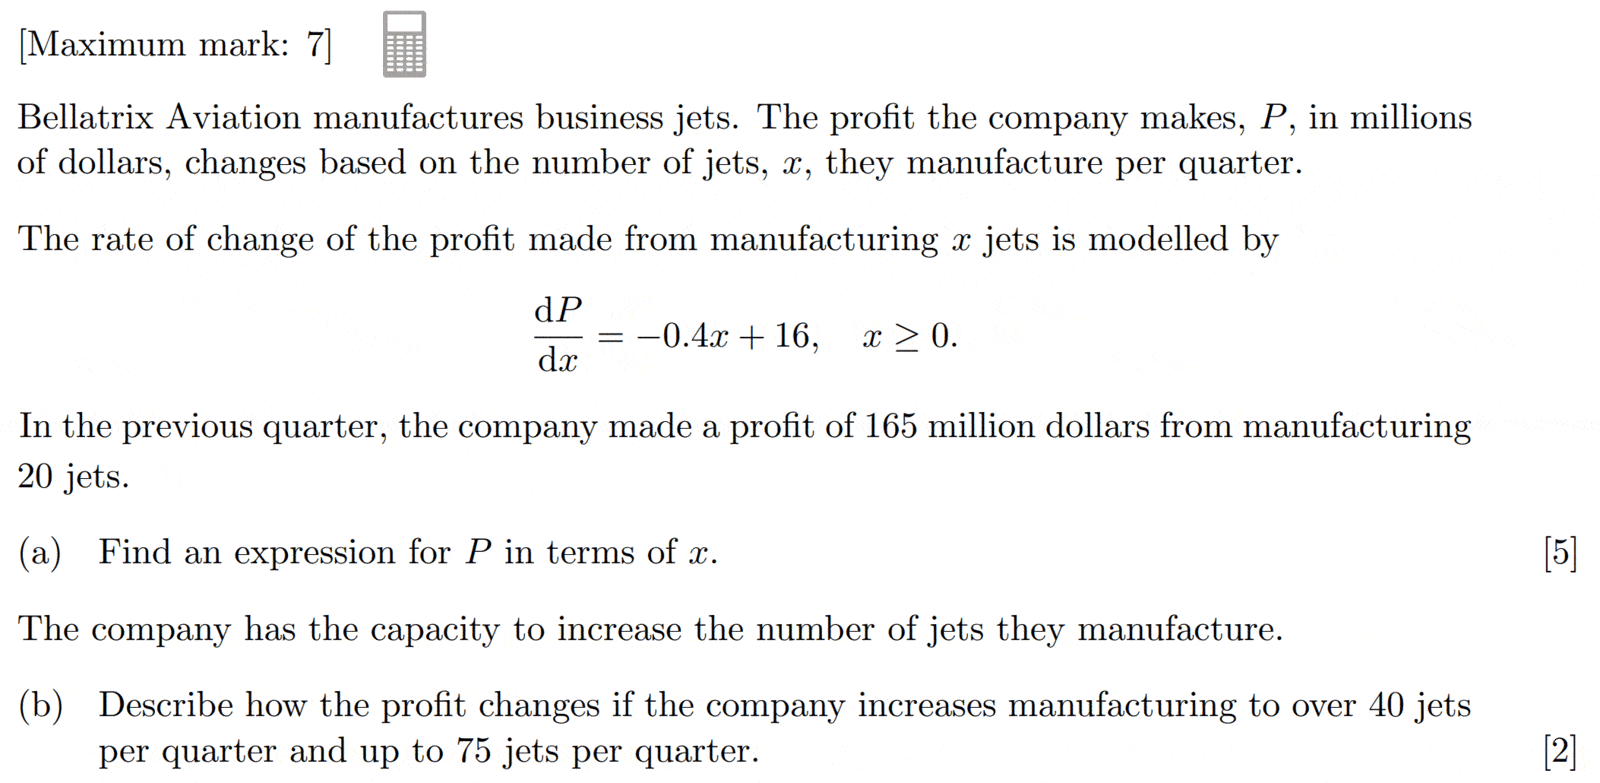 [Maximum mark: 7]
Bellatrix Aviation manufactures business jets. The profit the company makes, P, in millions
of dollars, changes based on the number of jets, x, they manufacture per quarter.
The rate of change of the profit made from manufacturing x jets is modelled by
dP/dx = −0.4x + 16, x ≥ 0.
In the previous quarter, the company made a profit of 165 million dollars from manufacturing
20 jets.
(a) Find an expression for P in terms of x. [5]
The company has the capacity to increase the number of jets they manufacture.
(b) Describe how the profit changes if the company increases manufacturing to over 40 jets
per quarter and up to 75 jets per quarter. [2]